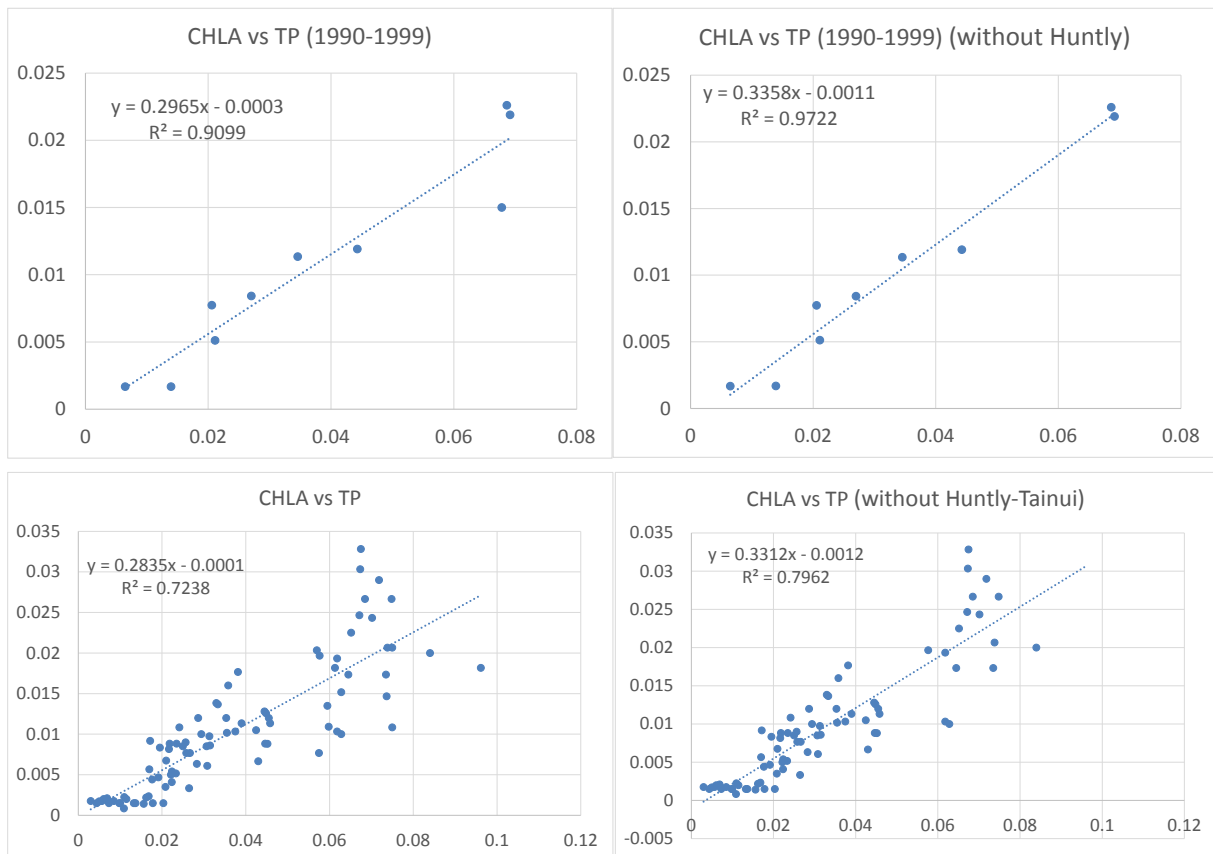 CHLA vs TP (1990-1999)
0.025
y = 0.2965x - 0.0003
R² = 0.9099
0.02
0.015
0.01
0.005
0
0 0.02 0.04 0.06 0.08
CHLA vs TP (1990-1999) (without Huntly)
0.025
y = 0.3358x - 0.0011
R² = 0.9722
0.02
0.015
0.01
0.005
0
0 0.02 0.04 0.06 0.08
CHLA vs TP
0.035
0.03
y = 0.2835x - 0.0001
R² = 0.7238
0.025
0.02
0.015
0.01
0.005
0
0 0.02 0.04 0.06 0.08 0.1 0.12
CHLA vs TP (without Huntly-Tainui)
0.035
y = 0.3312x - 0.0012
0.03
R² = 0.7962
0.025
0.02
0.015
0.01
0.005
0
-0.005
0 0.02 0.04 0.06 0.08 0.1 0.12